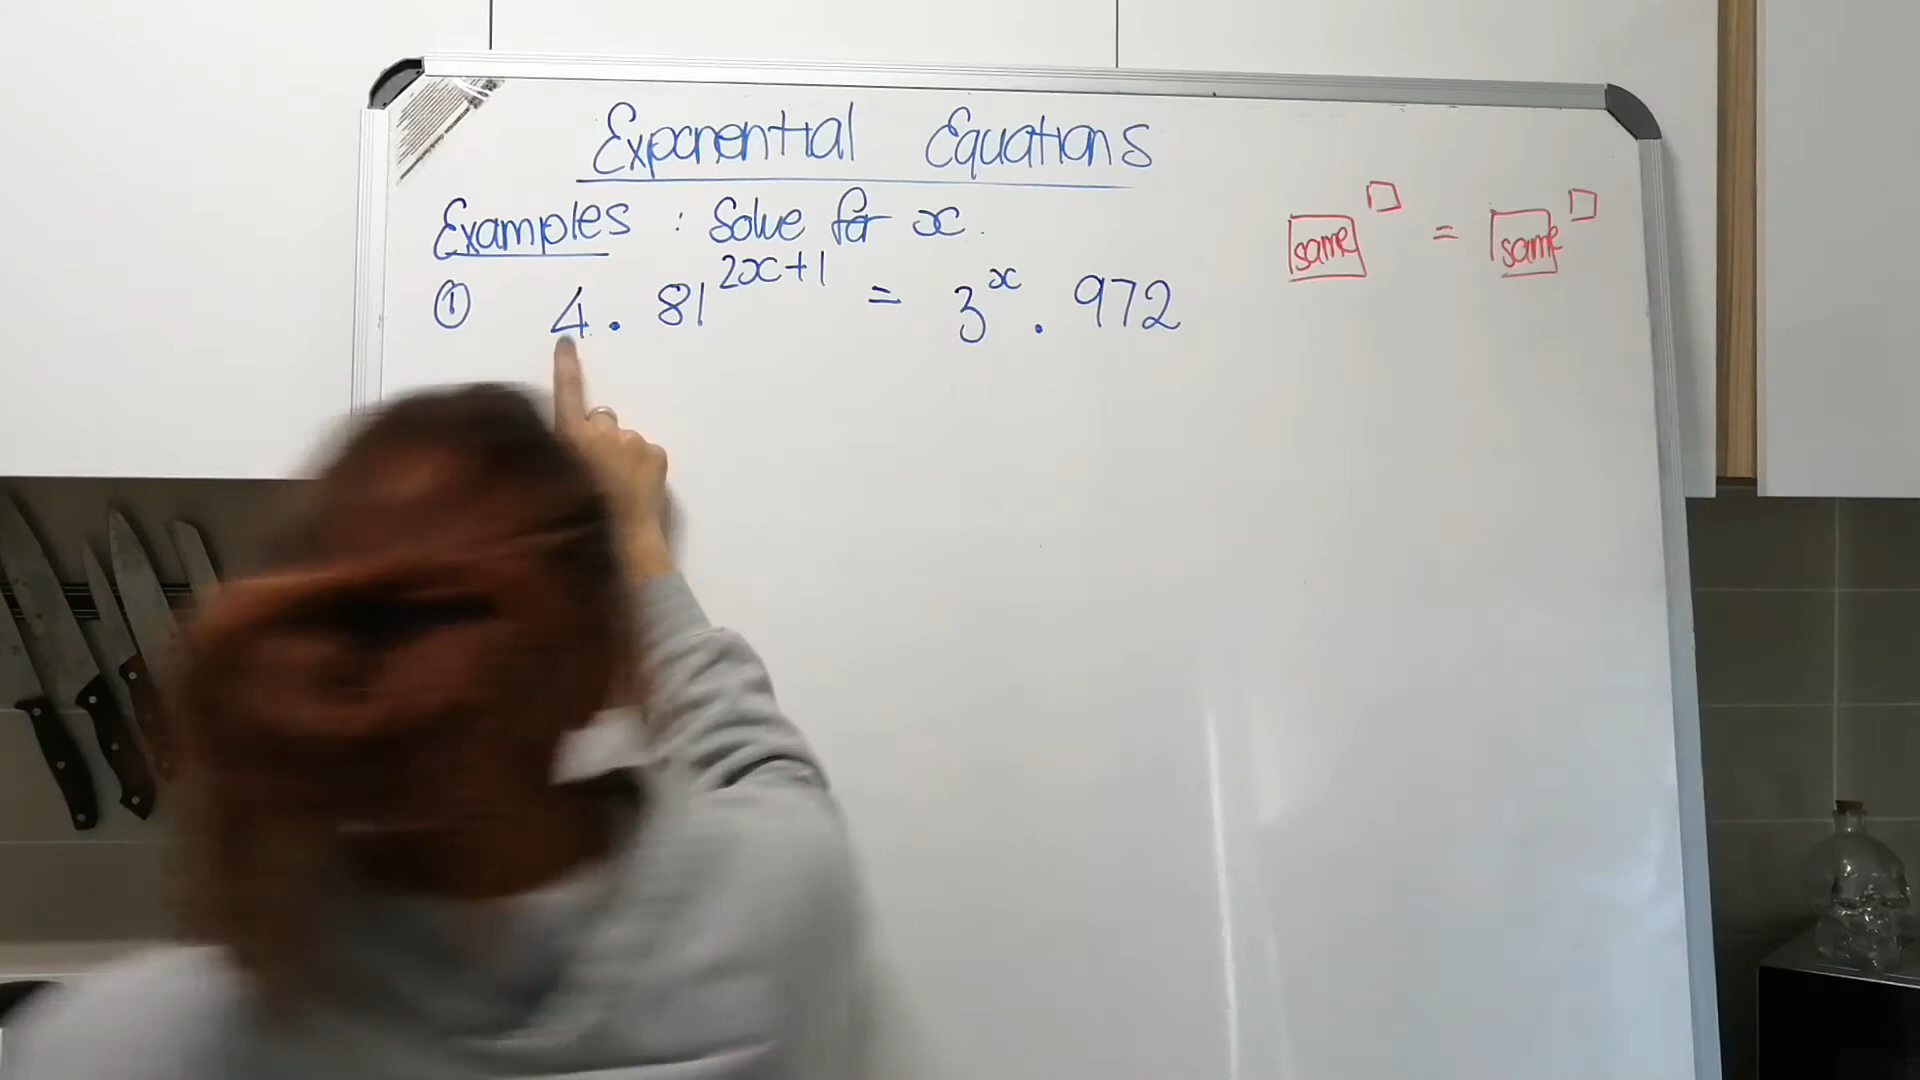 Exponential Equations
Examples : Solve for x.
① 4 . 81^{2x+1} = 3^{x} . 972
same^□ = same^□